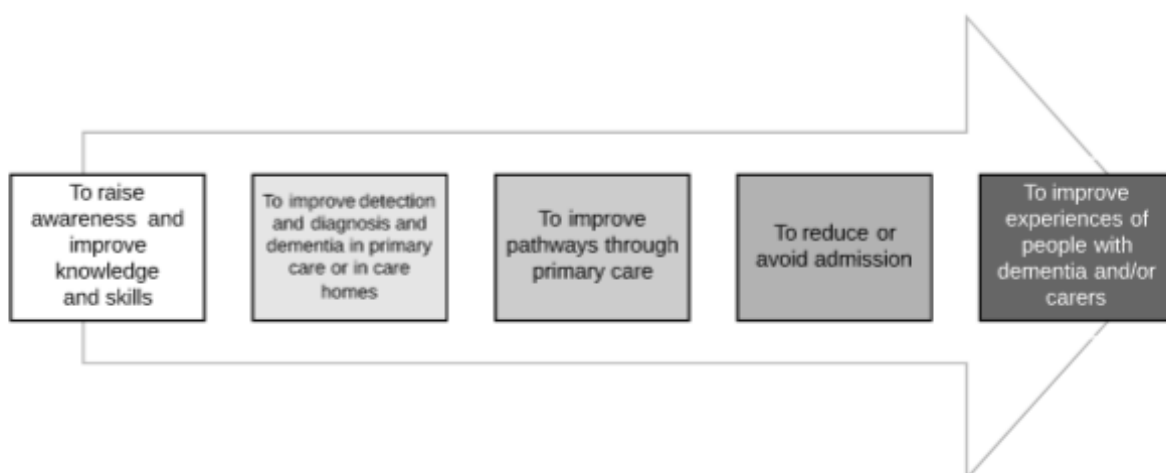 To raise
awareness and
improve
knowledge
and skills
To improve detection
and diagnosis and
dementia in primary
care or in care
homes
To improve
pathways through
primary care
To reduce or
avoid admission
To improve
experiences of
people with
dementia and/or
carers